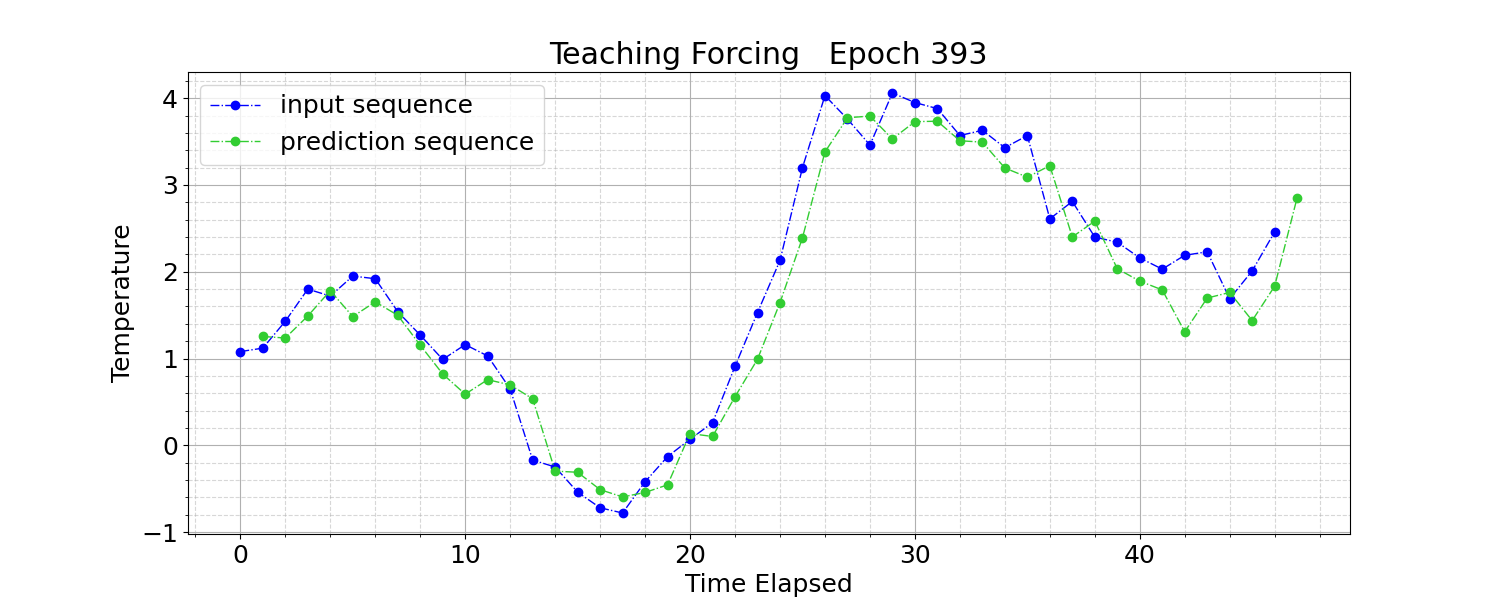 Teaching Forcing   Epoch 393
input sequence
prediction sequence
Temperature
4
3
2
1
0
−1
0 10 20 30 40
Time Elapsed